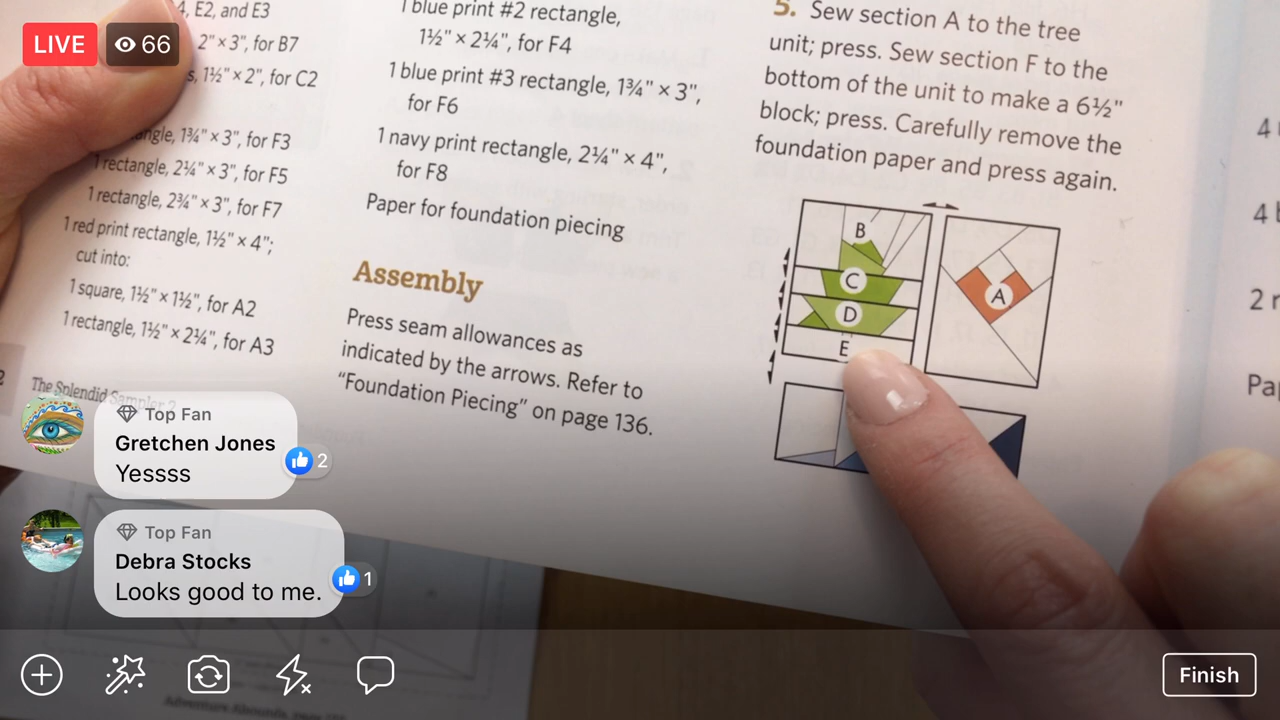 LIVE
66
4, E2, and E3
2" × 3", for B7
s, 1½" × 2", for C2
angle, 1¾" × 3", for F3
1 rectangle, 2¼" × 3", for F5
1 rectangle, 2¾" × 3", for F7
1 red print rectangle, 1½" × 4";
cut into:
1 square, 1½" × 1½", for A2
1 rectangle, 1½" × 2¼", for A3
2
The Splendid Sampler 2
1 blue print #2 rectangle,
1½" × 2¼", for F4
1 blue print #3 rectangle, 1¾" × 3",
for F6
1 navy print rectangle, 2¼" × 4",
for F8
Paper for foundation piecing
Assembly
Press seam allowances as
indicated by the arrows. Refer to
“Foundation Piecing” on page 136.
5. Sew section A to the tree
unit; press. Sew section F to the
bottom of the unit to make a 6½"
block; press. Carefully remove the
foundation paper and press again.
B
C
D
E
A
4
4
2
Pa
Top Fan
Gretchen Jones
Yessss
2
Top Fan
Debra Stocks
Looks good to me.
1
Finish